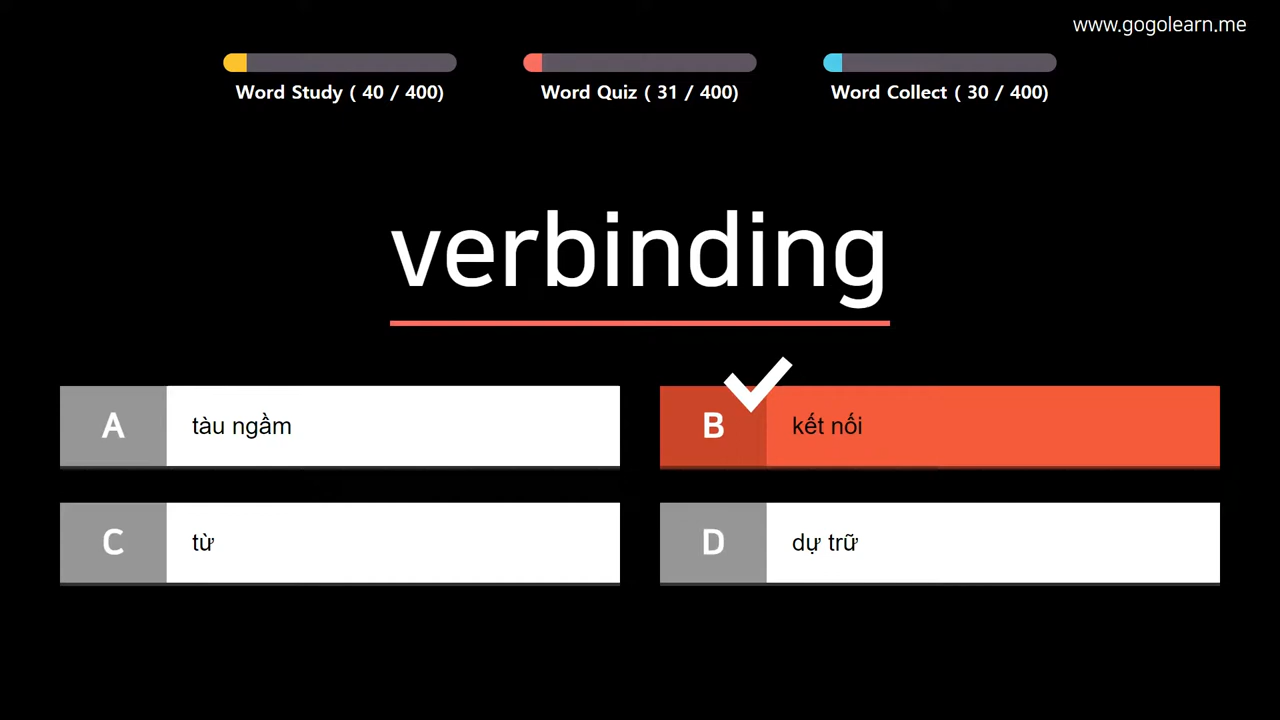 www.gogolearn.me
Word Study ( 40 / 400)
Word Quiz ( 31 / 400)
Word Collect ( 30 / 400)
verbinding
A
tàu ngầm
B
kết nối
C
từ
D
dự trữ